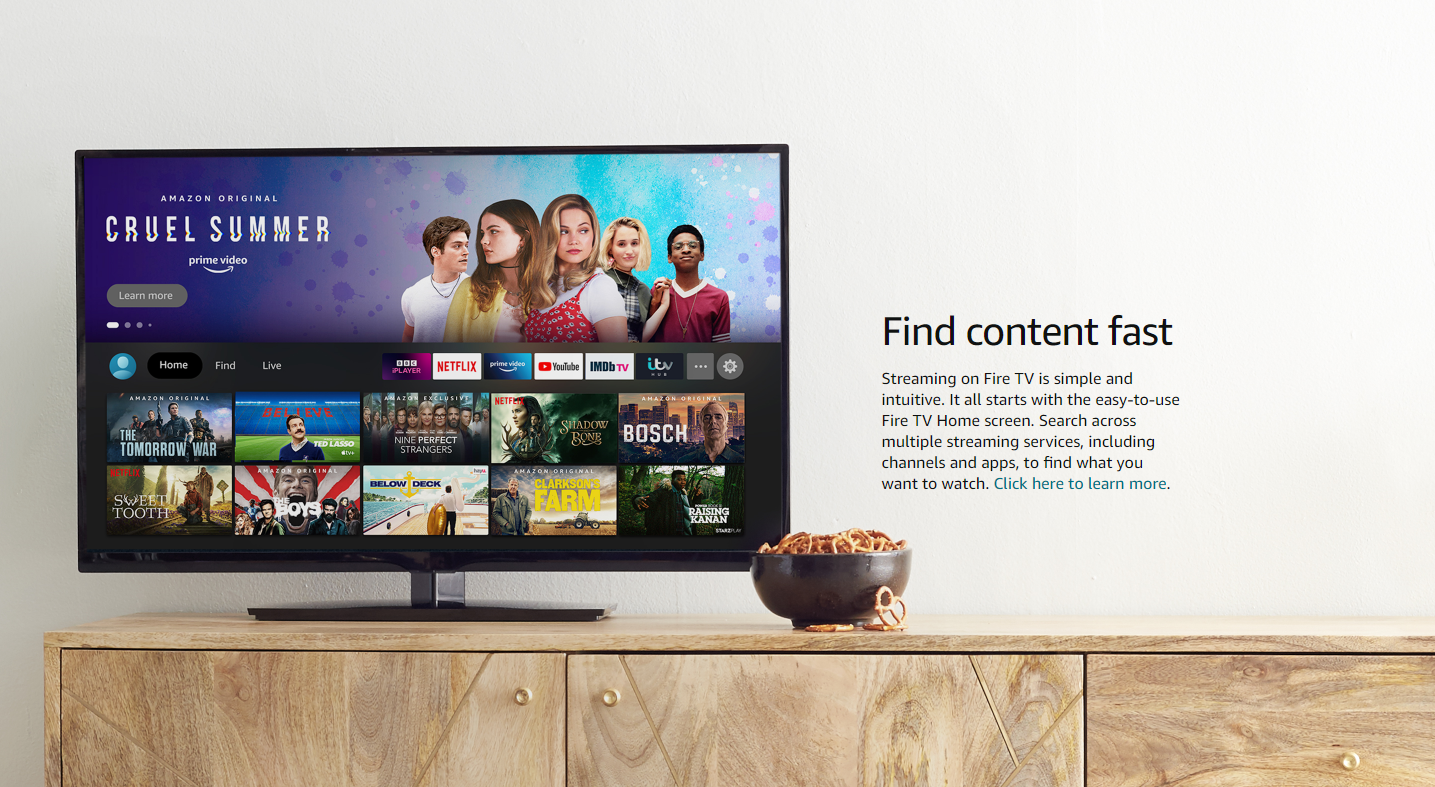 AMAZON ORIGINAL
CRUEL SUMMER
prime video
Learn more
Home
Find
Live
BBC
iPLAYER
NETFLIX
prime video
YouTube
IMDb TV
itv
HUB
AMAZON ORIGINAL
THE
TOMORROW WAR
BELIEVE
TED LASSO
tv+
AMAZON EXCLUSIVE
NINE PERFECT
STRANGERS
NETFLIX
SHADOW
BONE
AMAZON ORIGINAL
BOSCH
SWEET
TOOTH
AMAZON ORIGINAL
THE
BOYS
hayu
BELOW DECK
AMAZON ORIGINAL
CLARKSON'S
FARM
RAISING
KANAN
STARZPLAY
Find content fast
Streaming on Fire TV is simple and
intuitive. It all starts with the easy-to-use
Fire TV Home screen. Search across
multiple streaming services, including
channels and apps, to find what you
want to watch. Click here to learn more.